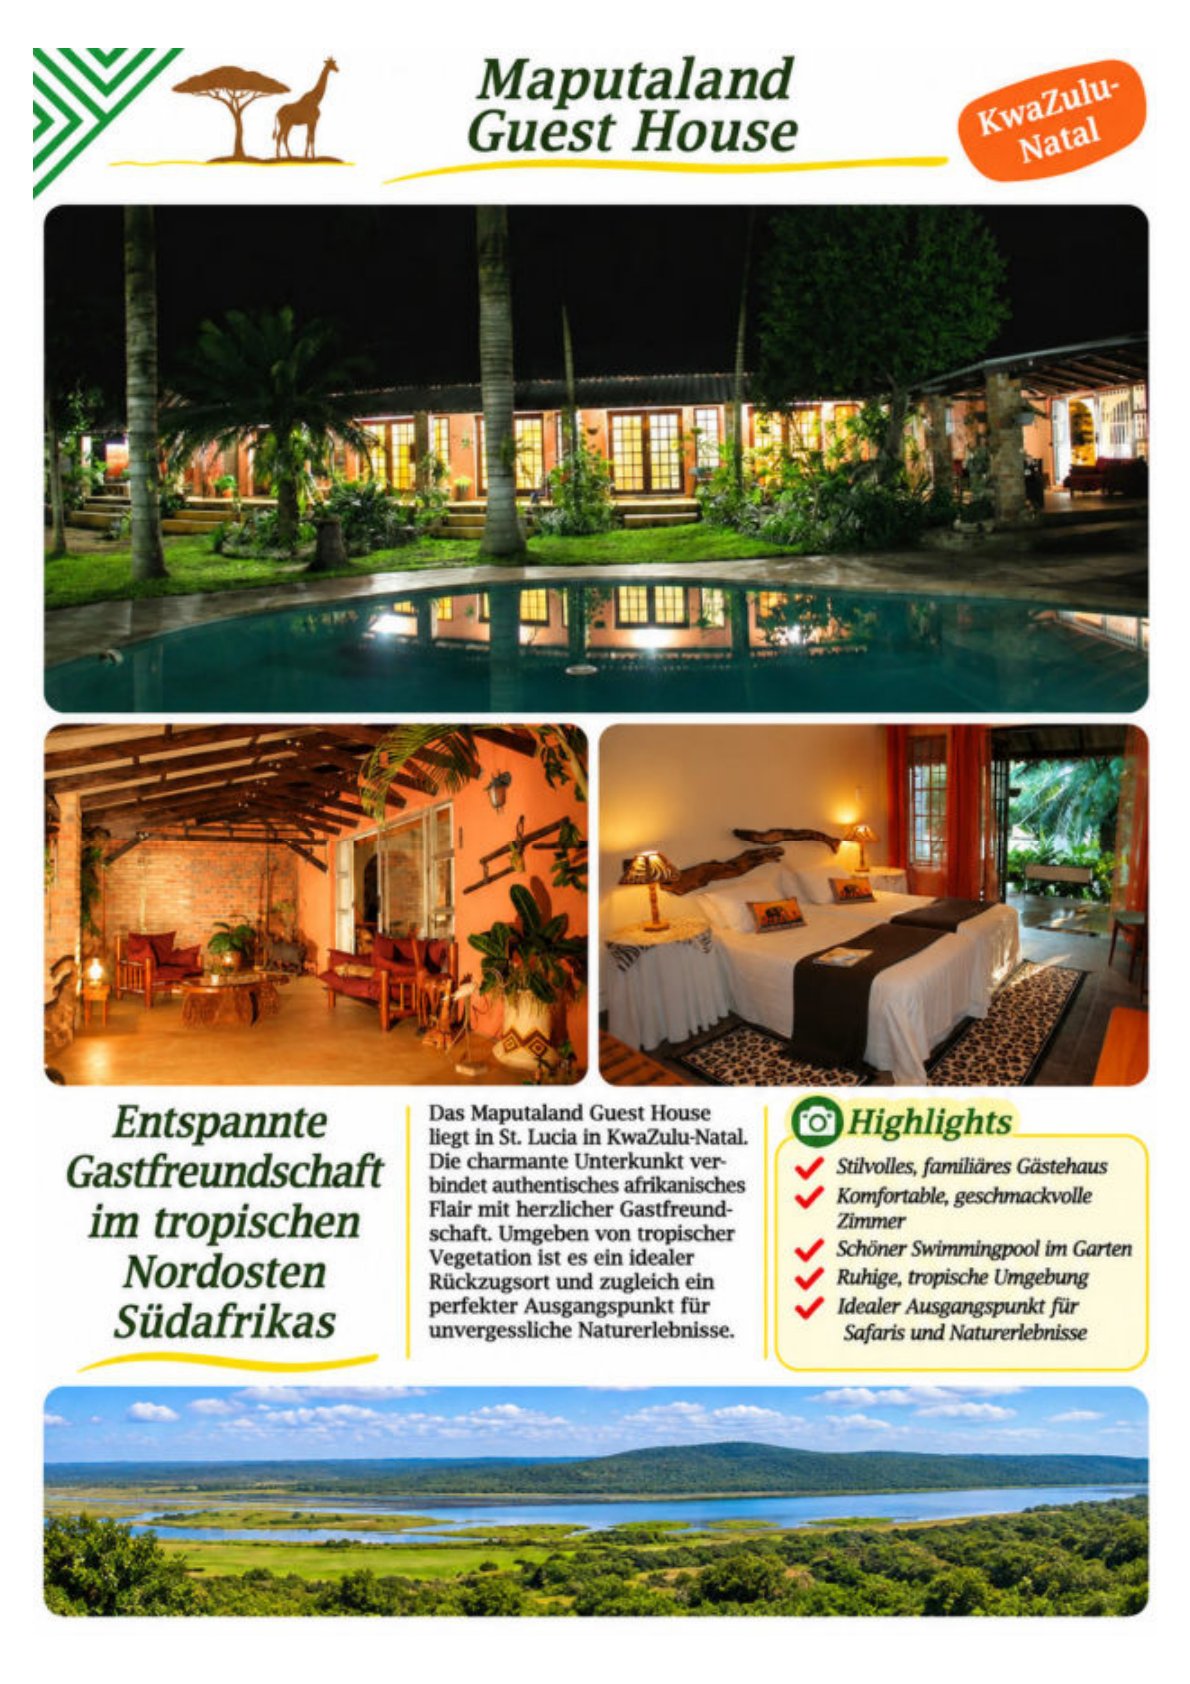 Maputaland
Guest House
KwaZulu-
Natal
Entspannte
Gastfreundschaft
im tropischen
Nordosten
Südafrikas
Das Maputaland Guest House
liegt in St. Lucia in KwaZulu-Natal.
Die charmante Unterkunkt ver-
bindet authentisches afrikanisches
Flair mit herzlicher Gastfreund-
schaft. Umgeben von tropischer
Vegetation ist es ein idealer
Rückzugsort und zugleich ein
perfekter Ausgangspunkt für
unvergessliche Naturerlebnisse.
Highlights
Stilvolles, familiäres Gästehaus
Komfortable, geschmackvolle
Zimmer
Schöner Swimmingpool im Garten
Ruhige, tropische Umgebung
Idealer Ausgangspunkt für
Safaris und Naturerlebnisse